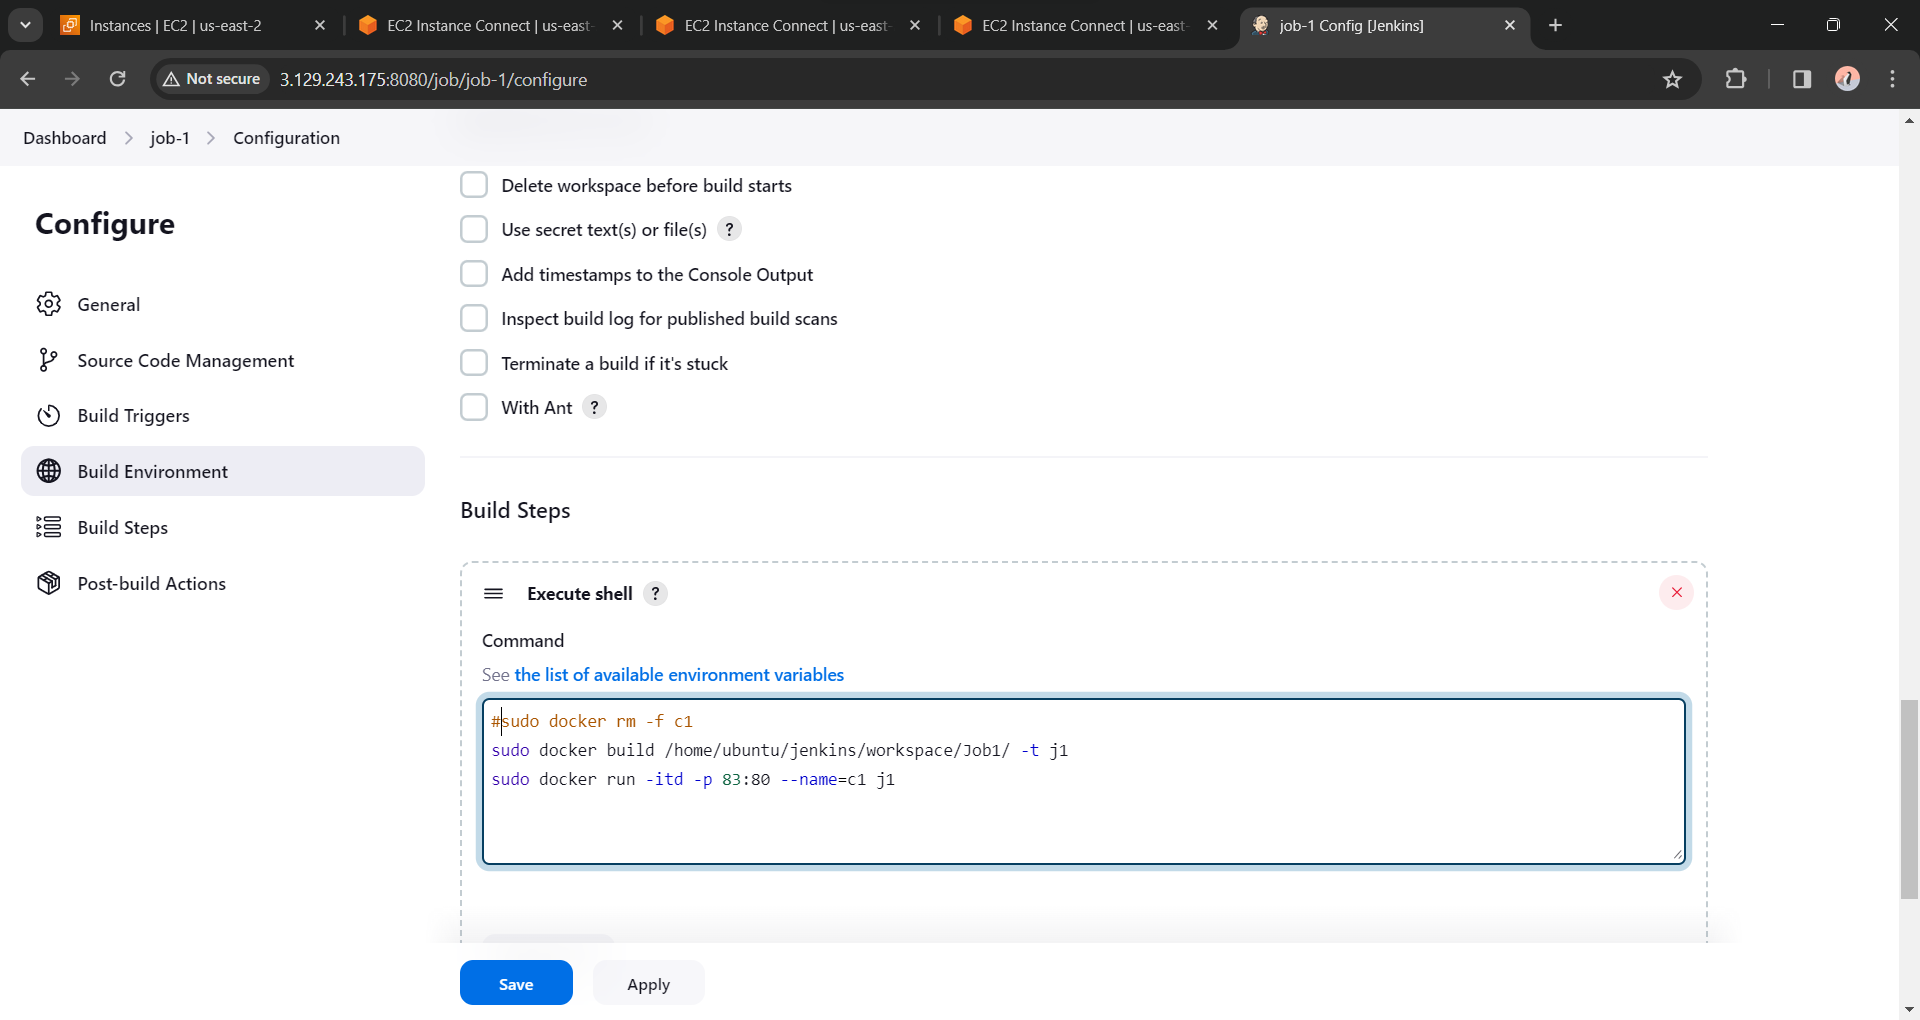 Instances | EC2 | us-east-2
EC2 Instance Connect | us-east-
EC2 Instance Connect | us-east-
EC2 Instance Connect | us-east-
job-1 Config [Jenkins]
Not secure
3.129.243.175:8080/job/job-1/configure
Dashboard
job-1
Configuration
Configure
General
Source Code Management
Build Triggers
Build Environment
Build Steps
Post-build Actions
Delete workspace before build starts
Use secret text(s) or file(s) ?
Add timestamps to the Console Output
Inspect build log for published build scans
Terminate a build if it's stuck
With Ant ?
Build Steps
Execute shell ?
Command
See the list of available environment variables
#sudo docker rm -f c1
sudo docker build /home/ubuntu/jenkins/workspace/Job1/ -t j1
sudo docker run -itd -p 83:80 --name=c1 j1
Save
Apply